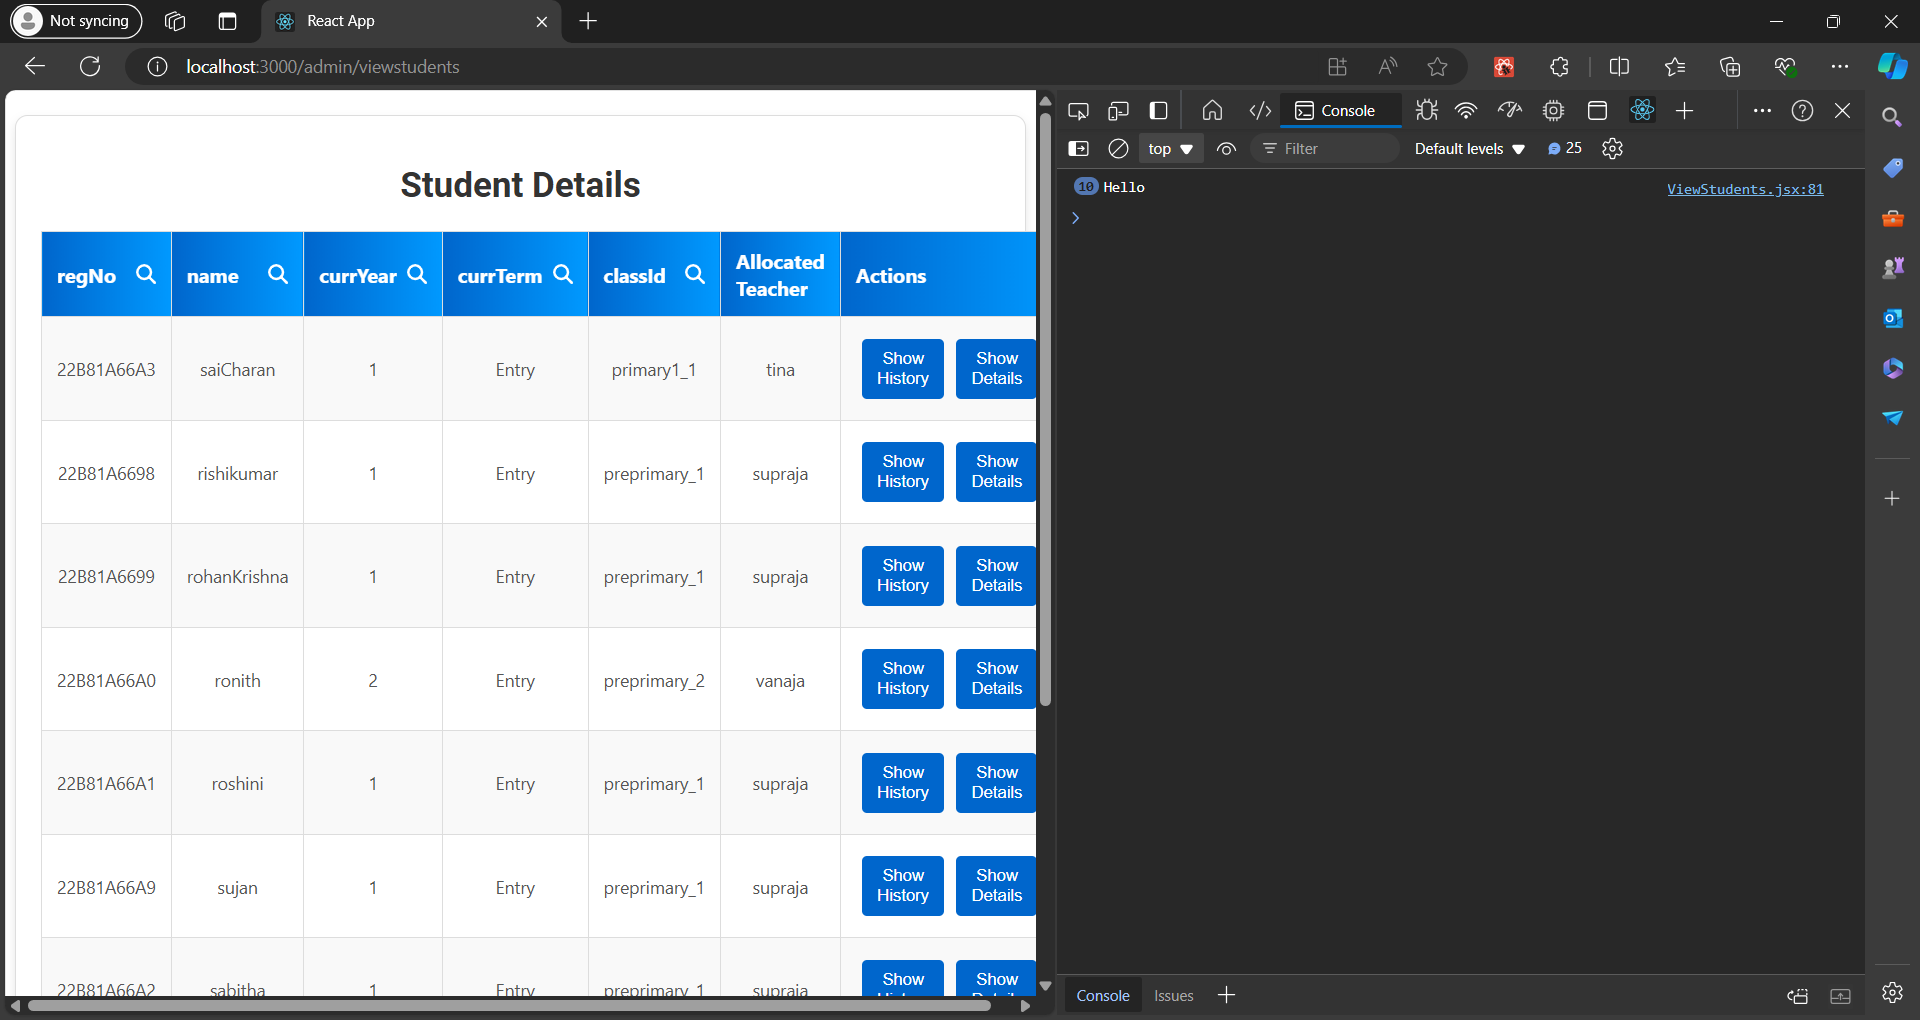 Not syncing
React App
localhost:3000/admin/viewstudents
Console
top
Filter
Default levels
25
10 Hello
ViewStudents.jsx:81
Student Details
regNo name currYear currTerm classId Allocated Teacher Actions
22B81A66A3 saiCharan 1 Entry primary1_1 tina Show History Show Details
22B81A6698 rishikumar 1 Entry preprimary_1 supraja Show History Show Details
22B81A6699 rohanKrishna 1 Entry preprimary_1 supraja Show History Show Details
22B81A66A0 ronith 2 Entry preprimary_2 vanaja Show History Show Details
22B81A66A1 roshini 1 Entry preprimary_1 supraja Show History Show Details
22B81A66A9 sujan 1 Entry preprimary_1 supraja Show History Show Details
22B81A66A2 sabitha 1 Entry preprimary_1 supraja Show Show
Console Issues